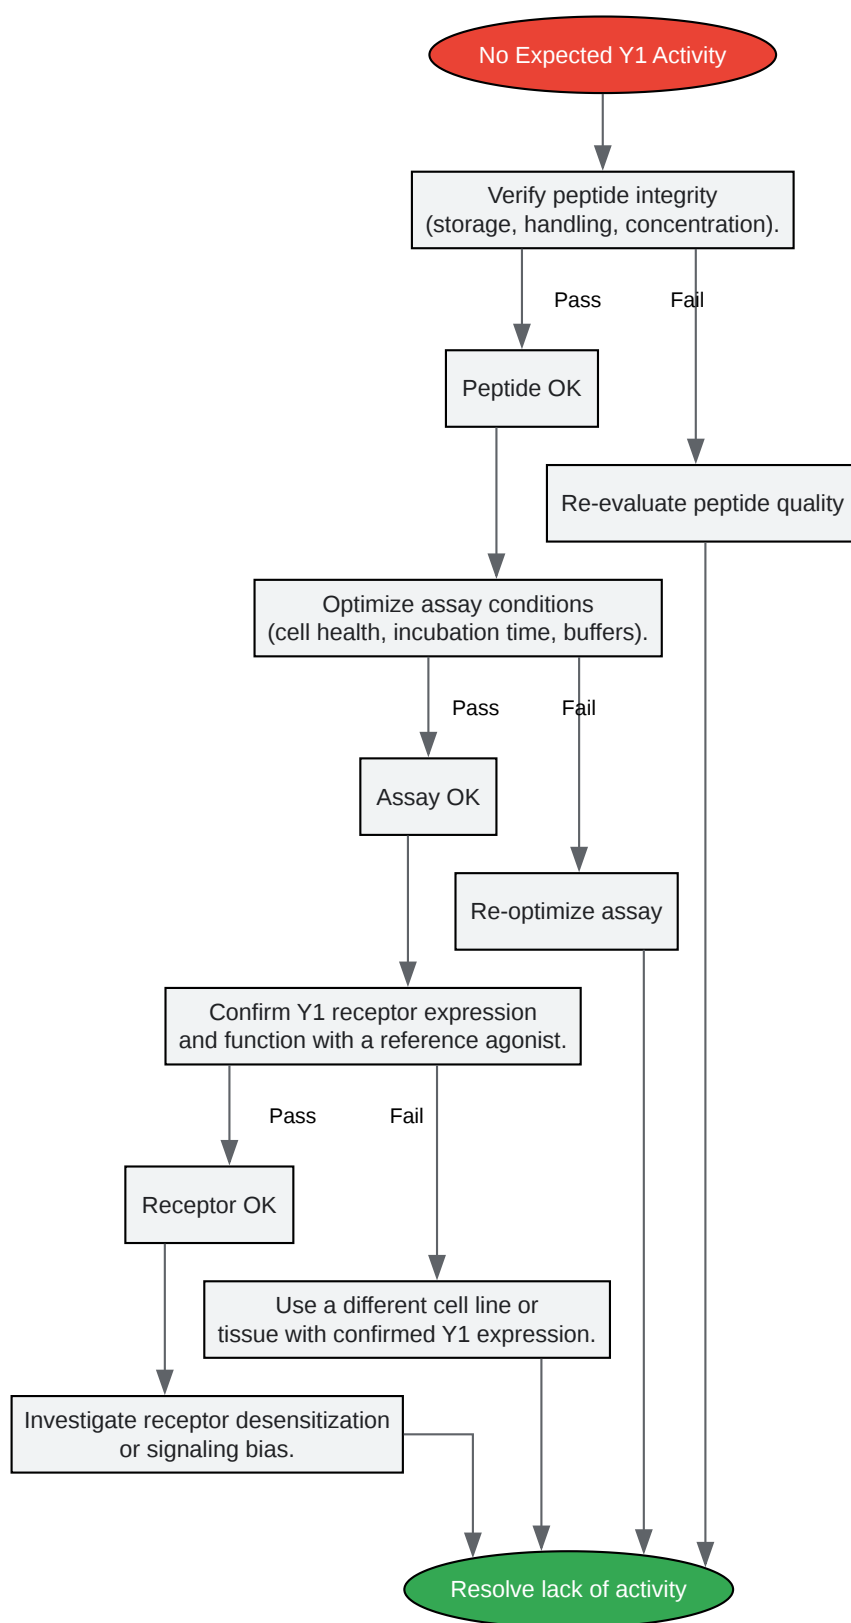 No Expected Y1 Activity
Verify peptide integrity
(storage, handling, concentration).
Pass
Fail
Peptide OK
Re-evaluate peptide quality
Optimize assay conditions
(cell health, incubation time, buffers).
Pass
Fail
Assay OK
Re-optimize assay
Confirm Y1 receptor expression
and function with a reference agonist.
Pass
Fail
Receptor OK
Use a different cell line or
tissue with confirmed Y1 expression.
Investigate receptor desensitization
or signaling bias.
Resolve lack of activity